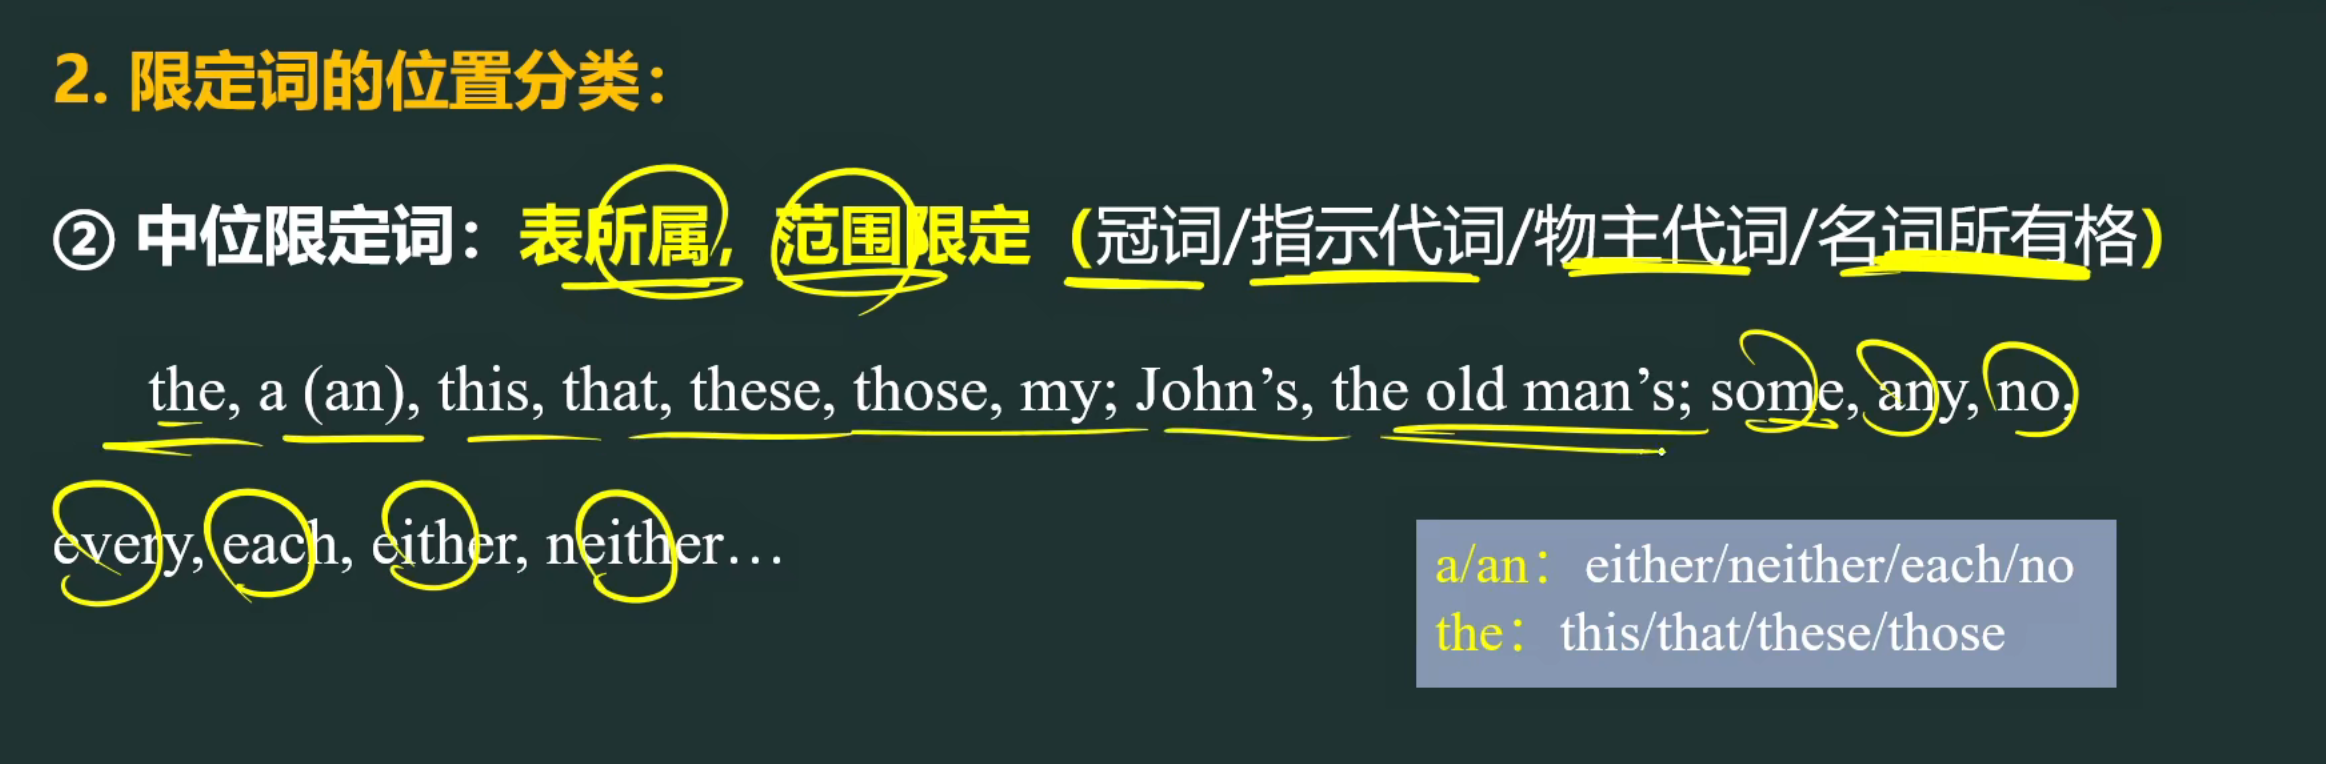 2. 限定词的位置分类：
② 中位限定词：表所属，范围限定（冠词/指示代词/物主代词/名词所有格）
the, a (an), this, that, these, those, my; John’s, the old man’s; some, any, no,
every, each, either, neither…
a/an：either/neither/each/no
the：this/that/these/those